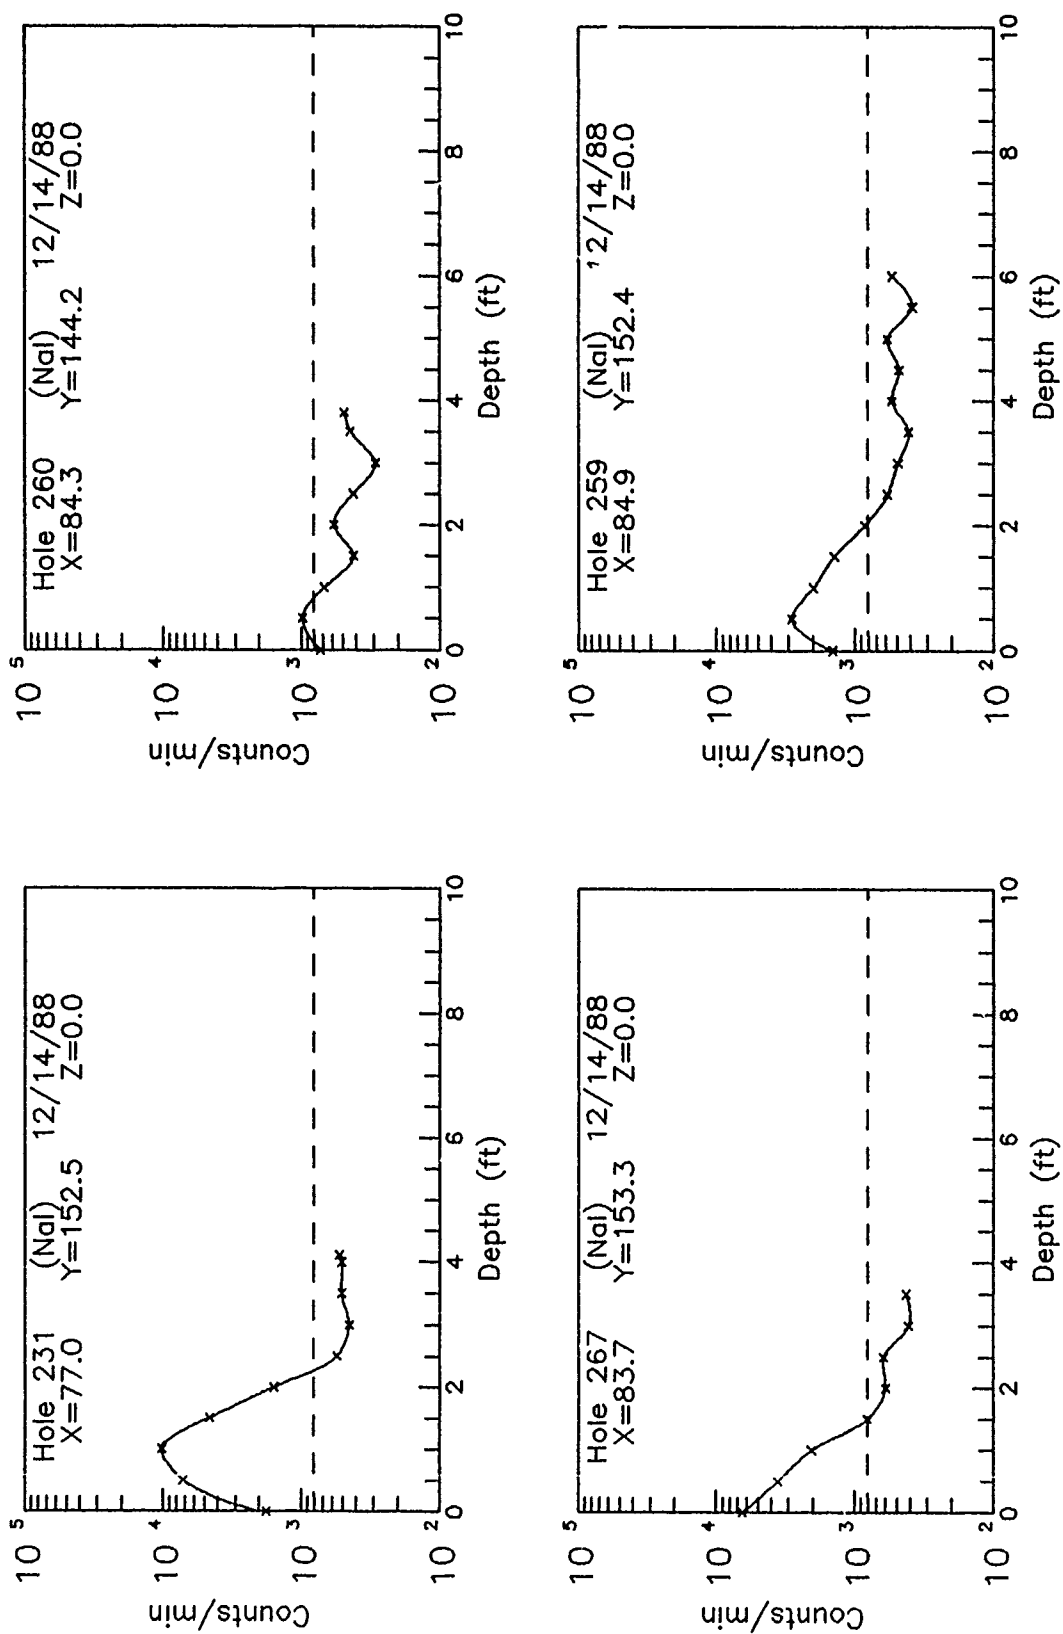 Hole 231 (NaI) 12/14/88
X=77.0 Y=152.5 Z=0.0
Counts/min
10 5
10 4
10 3
10 2
0 2 4 6 8 10
Depth (ft)
Hole 260 (NaI) 12/14/88
X=84.3 Y=144.2 Z=0.0
Counts/min
10 5
10 4
10 3
10 2
0 2 4 6 8 10
Depth (ft)
Hole 267 (NaI) 12/14/88
X=83.7 Y=153.3 Z=0.0
Counts/min
10 5
10 4
10 3
10 2
0 2 4 6 8 10
Depth (ft)
Hole 259 (NaI) 12/14/88
X=84.9 Y=152.4 Z=0.0
Counts/min
10 5
10 4
10 3
10 2
0 2 4 6 8 10
Depth (ft)